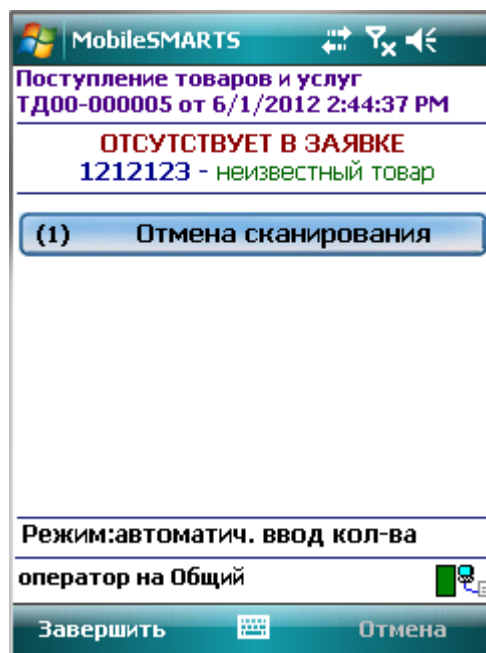 MobileSMARTS
Поступление товаров и услуг
ТД00-000005 от 6/1/2012 2:44:37 PM
ОТСУТСТВУЕТ В ЗАЯВКЕ
1212123 - неизвестный товар
(1) Отмена сканирования
Режим:автоматич. ввод кол-ва
оператор на Общий
Завершить Отмена